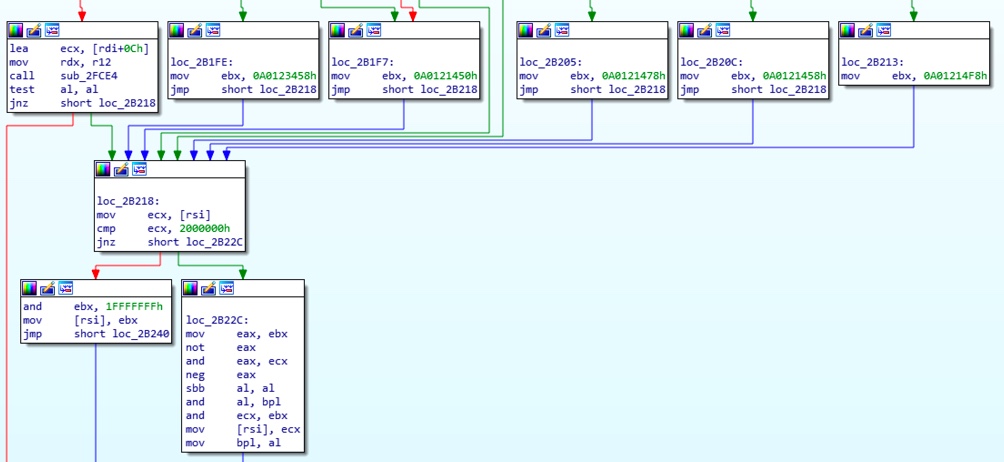 lea ecx, [rdi+0Ch]
mov rdx, r12
call sub_2FCE4
test al, al
jnz short loc_2B218
loc_2B1FE:
mov ebx, 0A0123458h
jmp short loc_2B218
loc_2B1F7:
mov ebx, 0A0121450h
jmp short loc_2B218
loc_2B205:
mov ebx, 0A0121478h
jmp short loc_2B218
loc_2B20C:
mov ebx, 0A0121458h
jmp short loc_2B218
loc_2B213:
mov ebx, 0A01214F8h
loc_2B218:
mov ecx, [rsi]
cmp ecx, 2000000h
jnz short loc_2B22C
and ebx, 1FFFFFFFh
mov [rsi], ebx
jmp short loc_2B240
loc_2B22C:
mov eax, ebx
not eax
and eax, ecx
neg eax
sbb al, al
and al, bpl
and ecx, ebx
mov [rsi], ecx
mov bpl, al